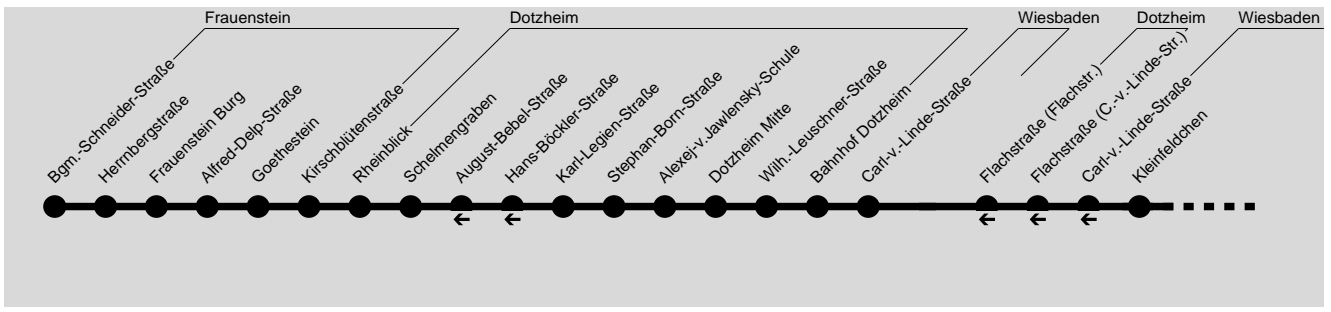 Frauenstein
Dotzheim
Wiesbaden
Dotzheim
Wiesbaden
Bgm.-Schneider-Straße
Herrnbergstraße
Frauenstein Burg
Alfred-Delp-Straße
Goethestein
Kirschblütenstraße
Rheinblick
Schelmengraben
August-Bebel-Straße
Hans-Böckler-Straße
Karl-Legien-Straße
Stephan-Born-Straße
Alexej-v.Jawlensky-Schule
Dotzheim Mitte
Wilh.-Leuschner-Straße
Bahnhof Dotzheim
Carl-v.-Linde-Straße
Flachstraße (Flachstr.)
Flachstraße (C.-v.-Linde-Str.)
Carl-v.-Linde-Straße
Kleinfeldchen